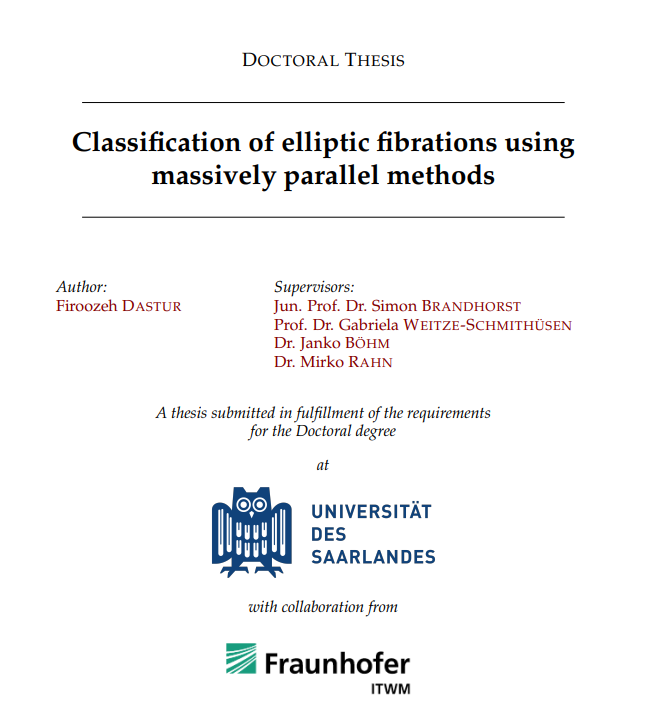 DOCTORAL THESIS
Classification of elliptic fibrations using
massively parallel methods
Author:
Firoozeh DASTUR
Supervisors:
Jun. Prof. Dr. Simon BRANDHORST
Prof. Dr. Gabriela WEITZE-SCHMITHÜSEN
Dr. Janko BÖHM
Dr. Mirko RAHN
A thesis submitted in fulfillment of the requirements
for the Doctoral degree
at
UNIVERSITÄT
DES
SAARLANDES
with collaboration from
Fraunhofer
ITWM